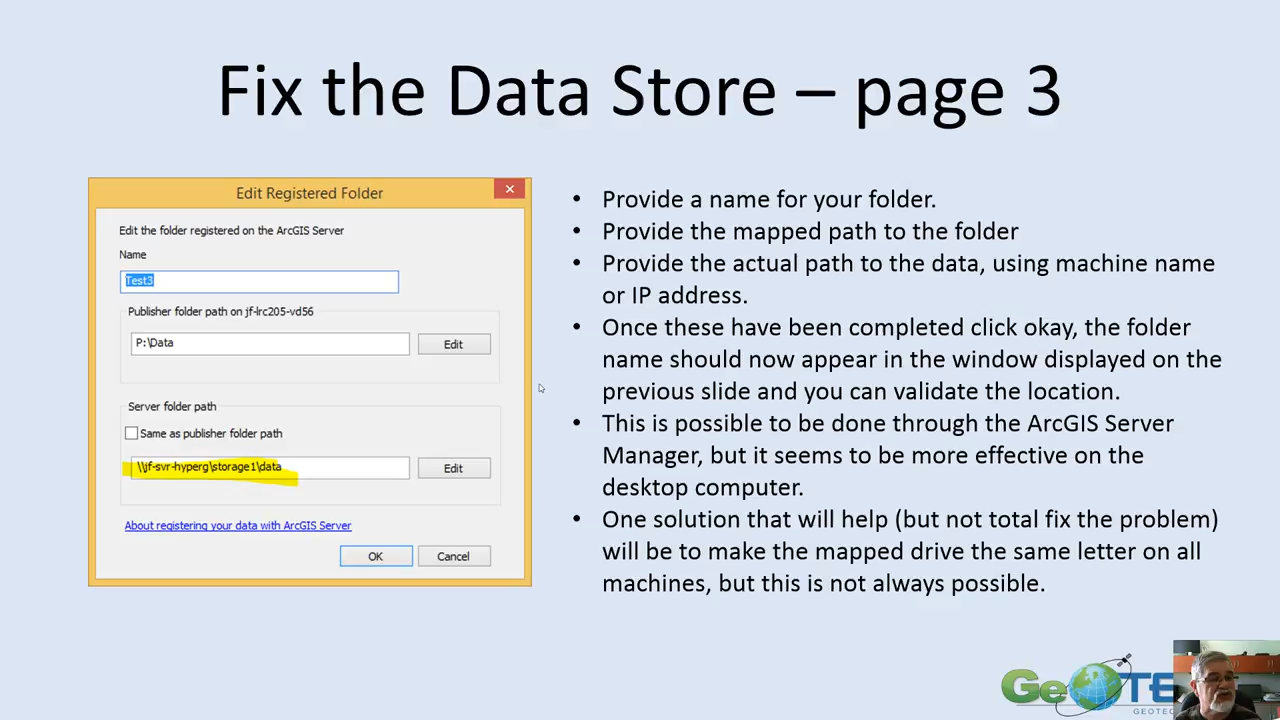 Fix the Data Store – page 3
Edit Registered Folder
Edit the folder registered on the ArcGIS Server
Name
Test3
Publisher folder path on jf-lrc205-vd56
P:\Data
Edit
Server folder path
Same as publisher folder path
\\jf-svr-hyperg\storage1\data
Edit
About registering your data with ArcGIS Server
OK
Cancel
• Provide a name for your folder.
• Provide the mapped path to the folder
• Provide the actual path to the data, using machine name
or IP address.
• Once these have been completed click okay, the folder
name should now appear in the window displayed on the
previous slide and you can validate the location.
• This is possible to be done through the ArcGIS Server
Manager, but it seems to be more effective on the
desktop computer.
• One solution that will help (but not total fix the problem)
will be to make the mapped drive the same letter on all
machines, but this is not always possible.
GeoTE
GEOTEC